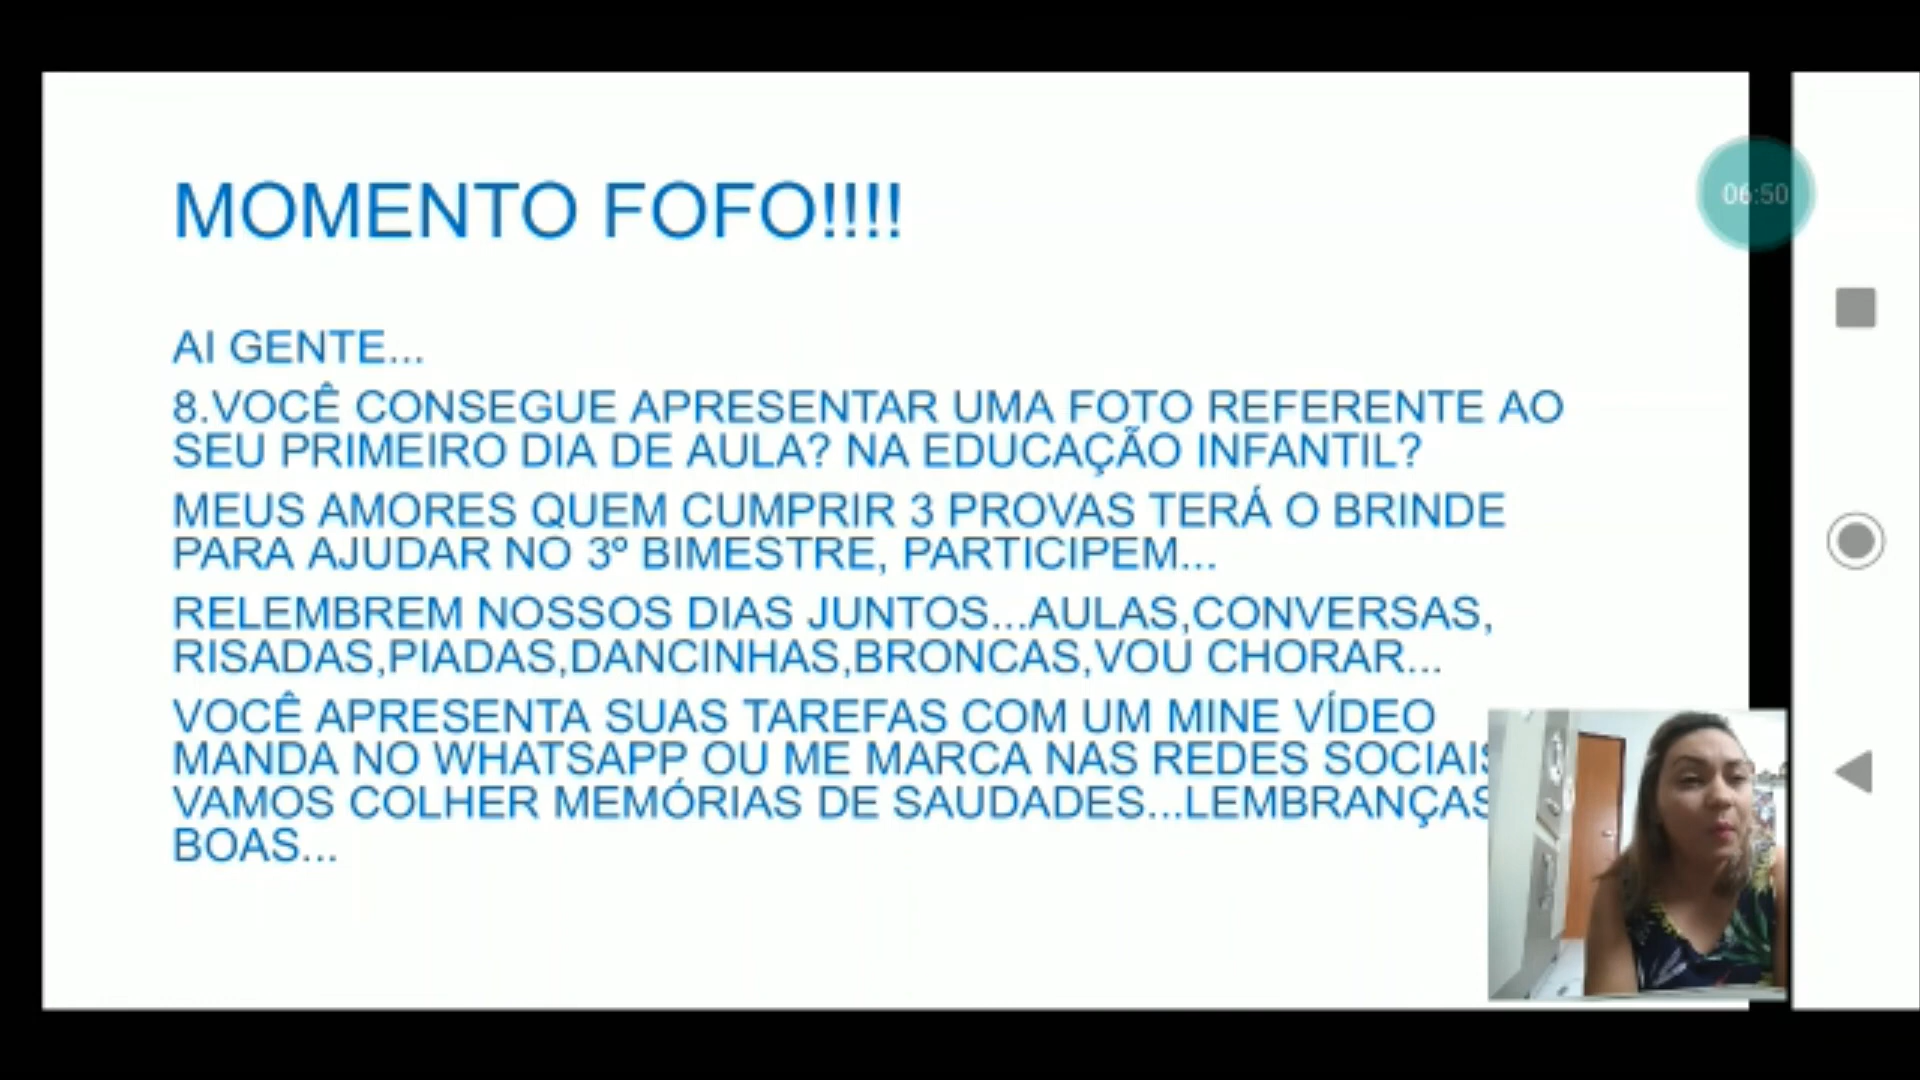 MOMENTO FOFO!!!!
06:50
AI GENTE...
8.VOCÊ CONSEGUE APRESENTAR UMA FOTO REFERENTE AO
SEU PRIMEIRO DIA DE AULA? NA EDUCAÇÃO INFANTIL?
MEUS AMORES QUEM CUMPRIR 3 PROVAS TERÁ O BRINDE
PARA AJUDAR NO 3º BIMESTRE, PARTICIPEM...
RELEMBREM NOSSOS DIAS JUNTOS...AULAS,CONVERSAS,
RISADAS,PIADAS,DANCINHAS,BRONCAS,VOU CHORAR...
VOCÊ APRESENTA SUAS TAREFAS COM UM MINE VÍDEO
MANDA NO WHATSAPP OU ME MARCA NAS REDES SOCIAIS
VAMOS COLHER MEMÓRIAS DE SAUDADES...LEMBRANÇAS
BOAS...